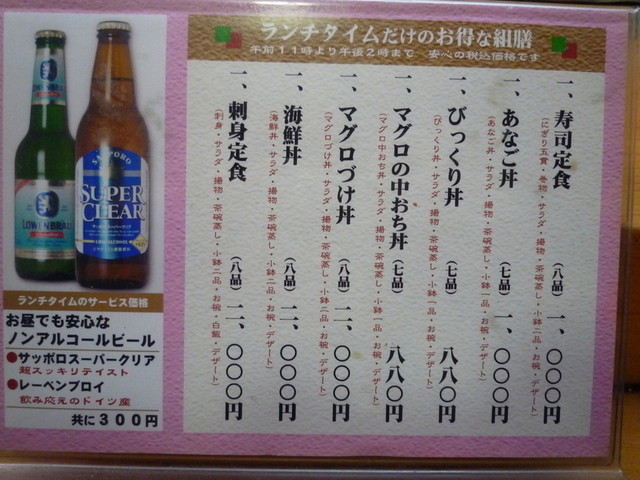 ランチタイムだけのお得な組膳
午前11時より午後2時まで 安心の税込価格です
一、寿司定食 (八品) 一、〇〇〇円
(にぎり五貫・巻物・サラダ・揚物・茶碗蒸し・小鉢二品・お椀・デザート)
一、あなご丼 (七品) 一、〇〇〇円
(あなご丼・サラダ・揚物・茶碗蒸し・小鉢一品・お椀・デザート)
一、びっくり丼 (七品) 八八〇円
(びっくり丼・サラダ・揚物・茶碗蒸し・小鉢一品・お椀・デザート)
一、マグロの中おち丼 (七品) 八八〇円
(マグロ中おち丼・サラダ・揚物・茶碗蒸し・小鉢一品・お椀・デザート)
一、マグロづけ丼 (八品) 一、〇〇〇円
(マグロづけ丼・サラダ・揚物・茶碗蒸し・小鉢二品・お椀・デザート)
一、海鮮丼 (八品) 一、〇〇〇円
(海鮮丼・サラダ・揚物・茶碗蒸し・小鉢二品・お椀・デザート)
一、刺身定食 (八品) 一、〇〇〇円
(刺身・サラダ・揚物・茶碗蒸し・小鉢二品・お椀・白飯・デザート)
LÖWENBRÄU
SAPPORO
SUPER
CLEAR
ランチタイムのサービス価格
お昼でも安心な
ノンアルコールビール
●サッポロスーパークリア
超スッキリテイスト
●レーベンブロイ
飲み応えのドイツ産
共に300円